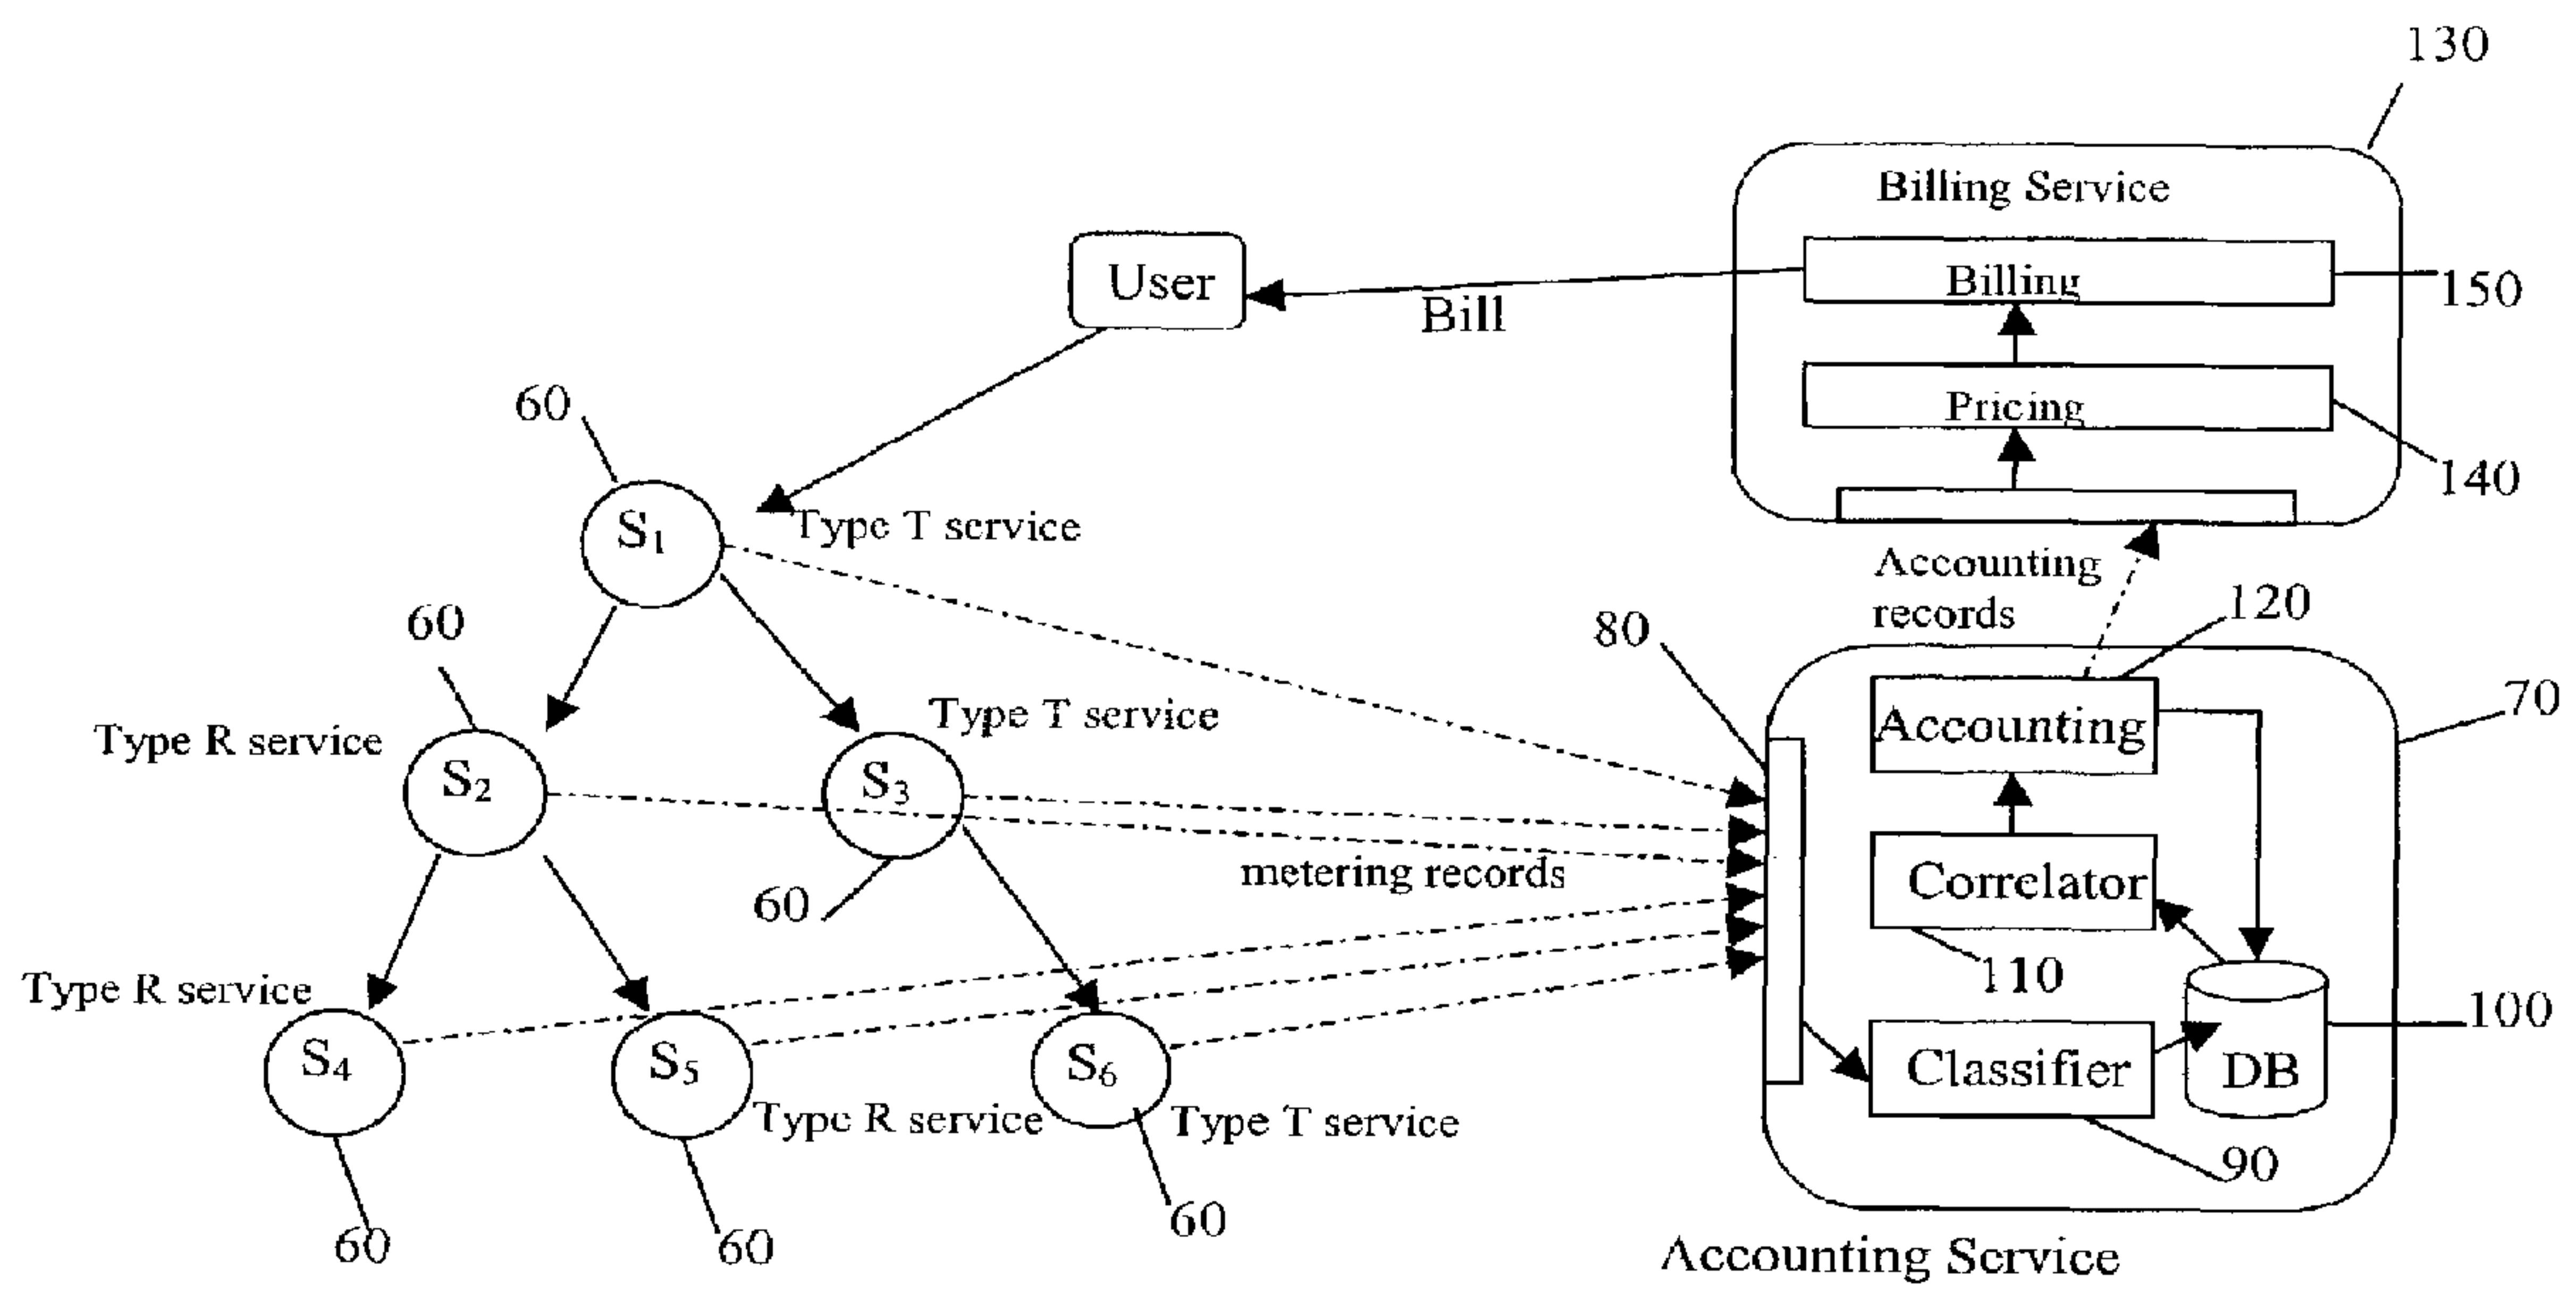 130
Billing Service
User
Billing
150
Bill
60
Pricing
140
S1
Type T service
Accounting
records
120
60
80
70
Type R service
Type T service
Accounting
S2
S3
metering records
Correlator
60
110
Type R service
100
S4
S5
S6
Classifier
DB
Type R service
Type T service
90
60
60
60
Accounting Service